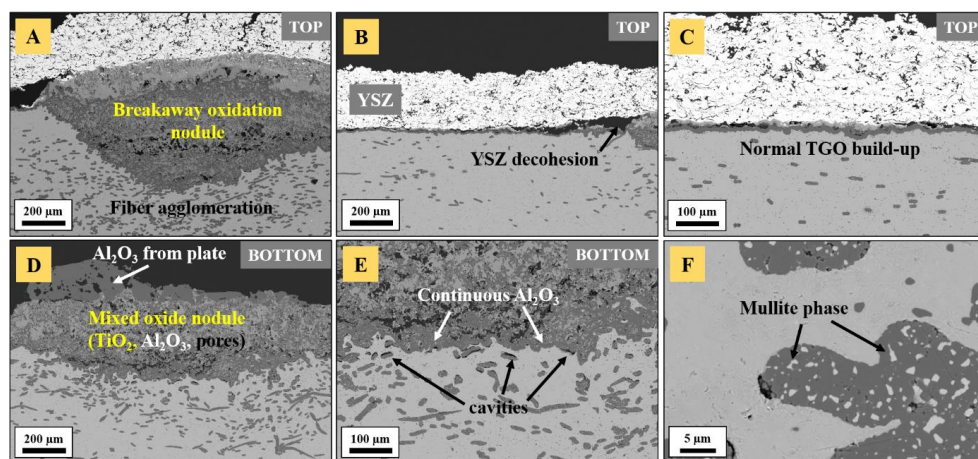 A
TOP
Breakaway oxidation
nodule
Fiber agglomeration
200 µm
B
TOP
YSZ
YSZ decohesion
200 µm
C
TOP
Normal TGO build-up
100 µm
D
BOTTOM
Al₂O₃ from plate
Mixed oxide nodule
(TiO₂, Al₂O₃, pores)
200 µm
E
BOTTOM
Continuous Al₂O₃
cavities
100 µm
F
Mullite phase
5 µm